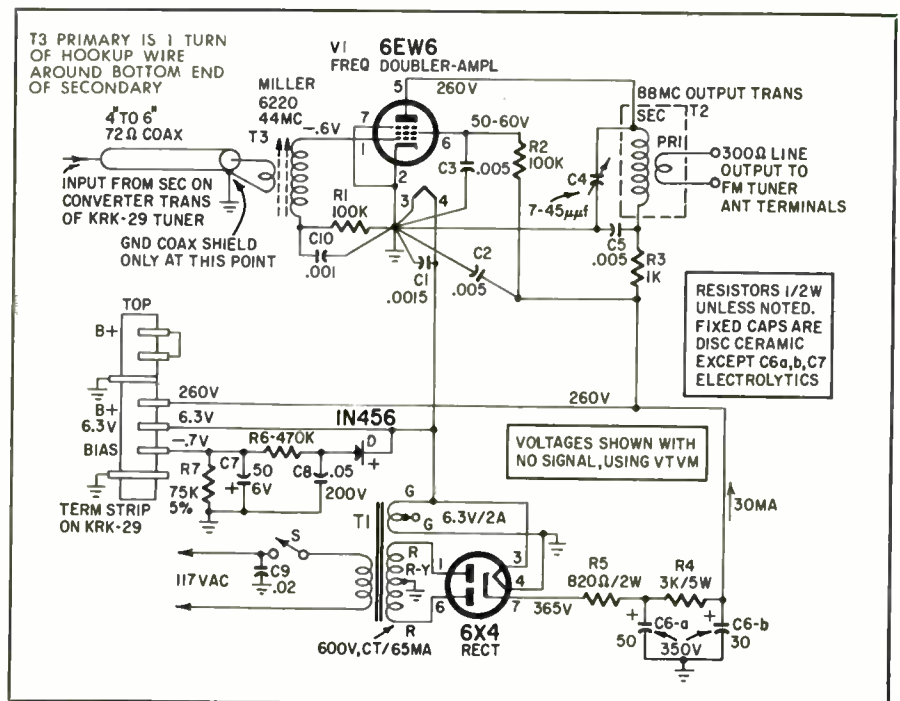 T3 PRIMARY IS 1 TURN
OF HOOKUP WIRE
AROUND BOTTOM END
OF SECONDARY
V1 6EW6
FREQ DOUBLER-AMPL
5
260V
MILLER
6220
44MC
T3
-.6V
7
1
6
2
3
4
50-60V
C3
.005
R2
100K
88MC OUTPUT TRANS
SEC
T2
PRI
300Ω LINE
OUTPUT TO
FM TUNER
ANT TERMINALS
C4
7-45μμf
4" TO 6"
72Ω COAX
INPUT FROM SEC ON
CONVERTER TRANS
OF KRK-29 TUNER
GND COAX SHIELD
ONLY AT THIS POINT
R1
100K
C10
.001
C1
.0015
C2
.005
C5
.005
R3
1K
RESISTORS 1/2W
UNLESS NOTED.
FIXED CAPS ARE
DISC CERAMIC
EXCEPT C6a,b,C7
ELECTROLYTICS
TOP
B+
B+
260V
260V
6.3V
6.3V
BIAS
-.7V
1N456
R6-470K
D
+
R7
75K
5%
C7
50
6V
+
C8
.05
200V
TERM STRIP
ON KRK-29
VOLTAGES SHOWN WITH
NO SIGNAL, USING VTVM
30MA
T1
G
G
6.3V/2A
S
117VAC
C9
.02
R
R-Y
R
1
6
3
4
7
365V
600V,CT/65MA
6X4
RECT
R5
820Ω/2W
R4
3K/5W
+
C6-a
50
350V
+
C6-b
30